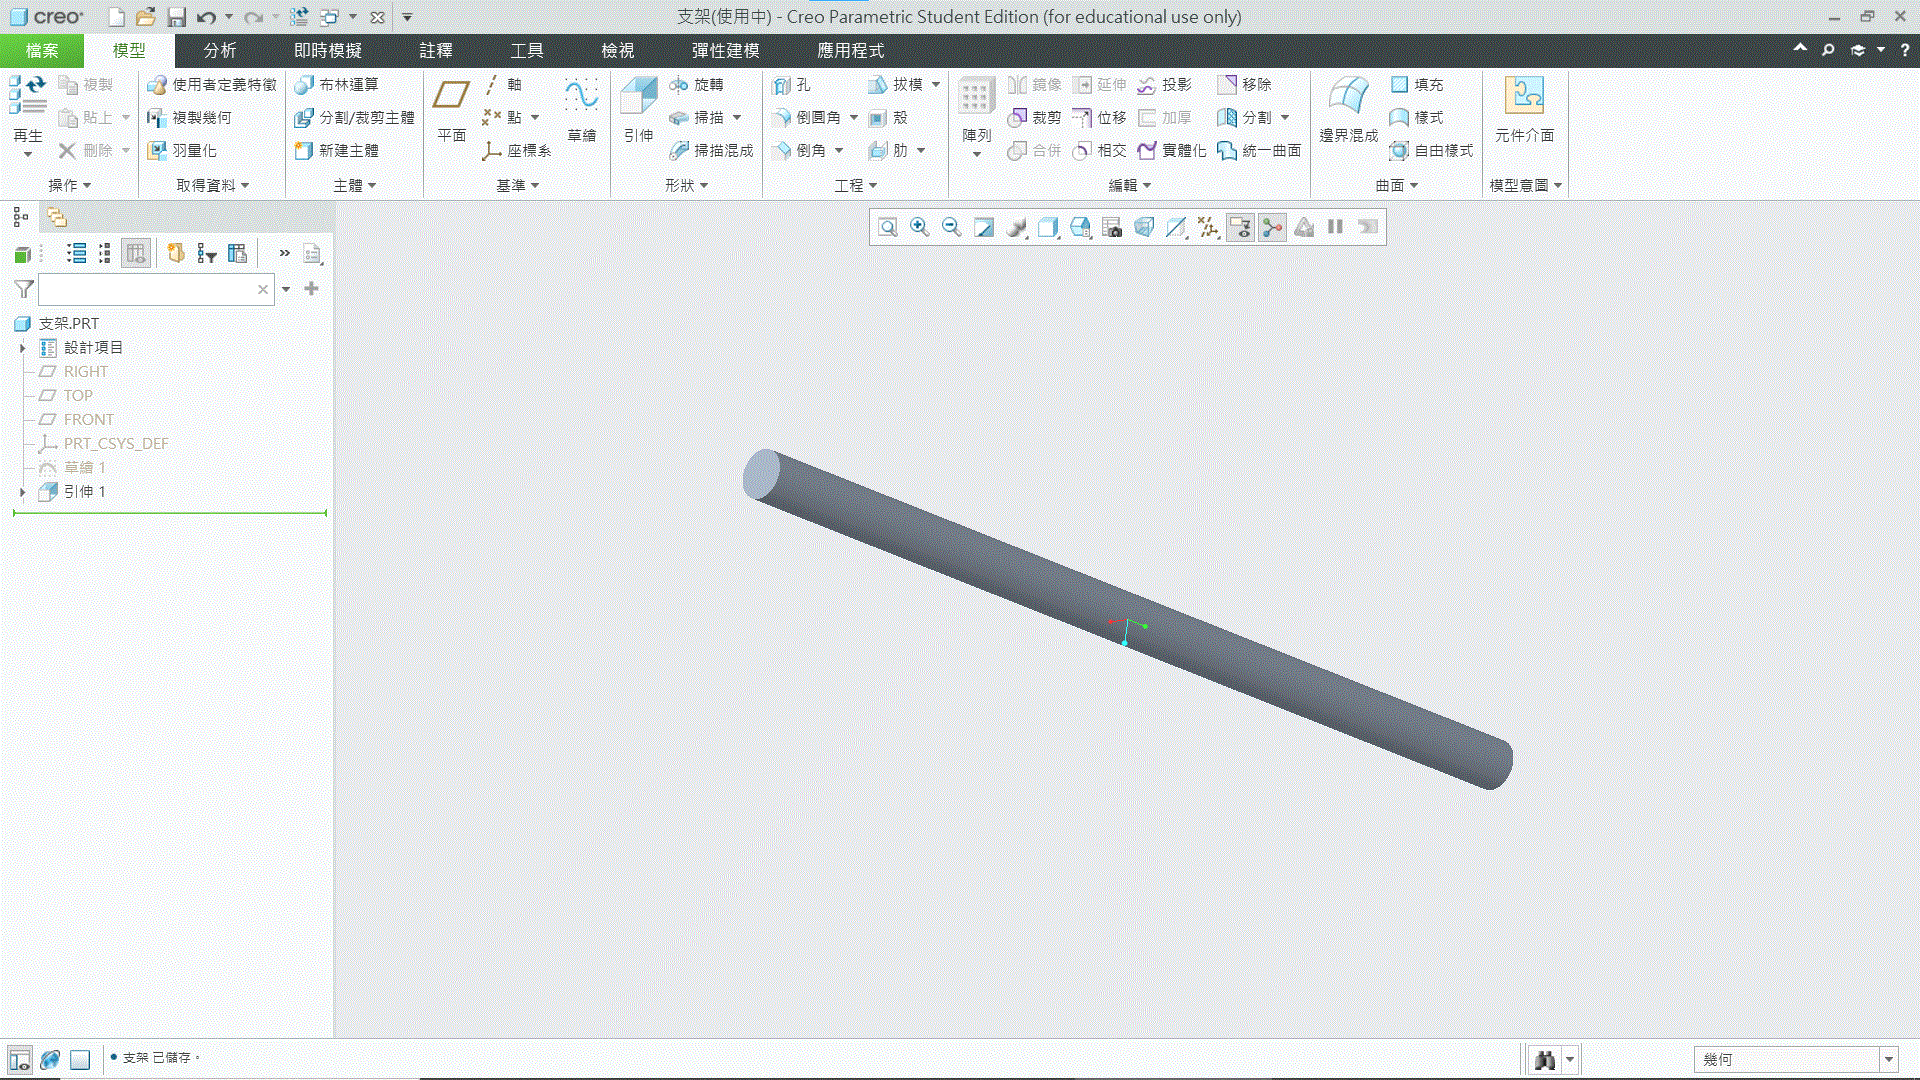 creo
支架(使用中) - Creo Parametric Student Edition (for educational use only)
檔案 模型 分析 即時模擬 註釋 工具 檢視 彈性建模 應用程式
再生
複製
貼上
刪除
操作
使用者定義特徵
複製幾何
羽量化
取得資料
布林運算
分割/裁剪主體
新建主體
主體
平面
軸
點
座標系
草繪
基準
引伸
旋轉
掃描
掃描混成
形狀
孔
倒圓角
倒角
拔模
殼
肋
工程
陣列
鏡像
裁剪
合併
延伸
位移
相交
投影
加厚
實體化
移除
分割
統一曲面
編輯
邊界混成
填充
樣式
自由樣式
曲面
元件介面
模型意圖
支架.PRT
設計項目
RIGHT
TOP
FRONT
PRT_CSYS_DEF
草繪 1
引伸 1
• 支架 已儲存。
幾何